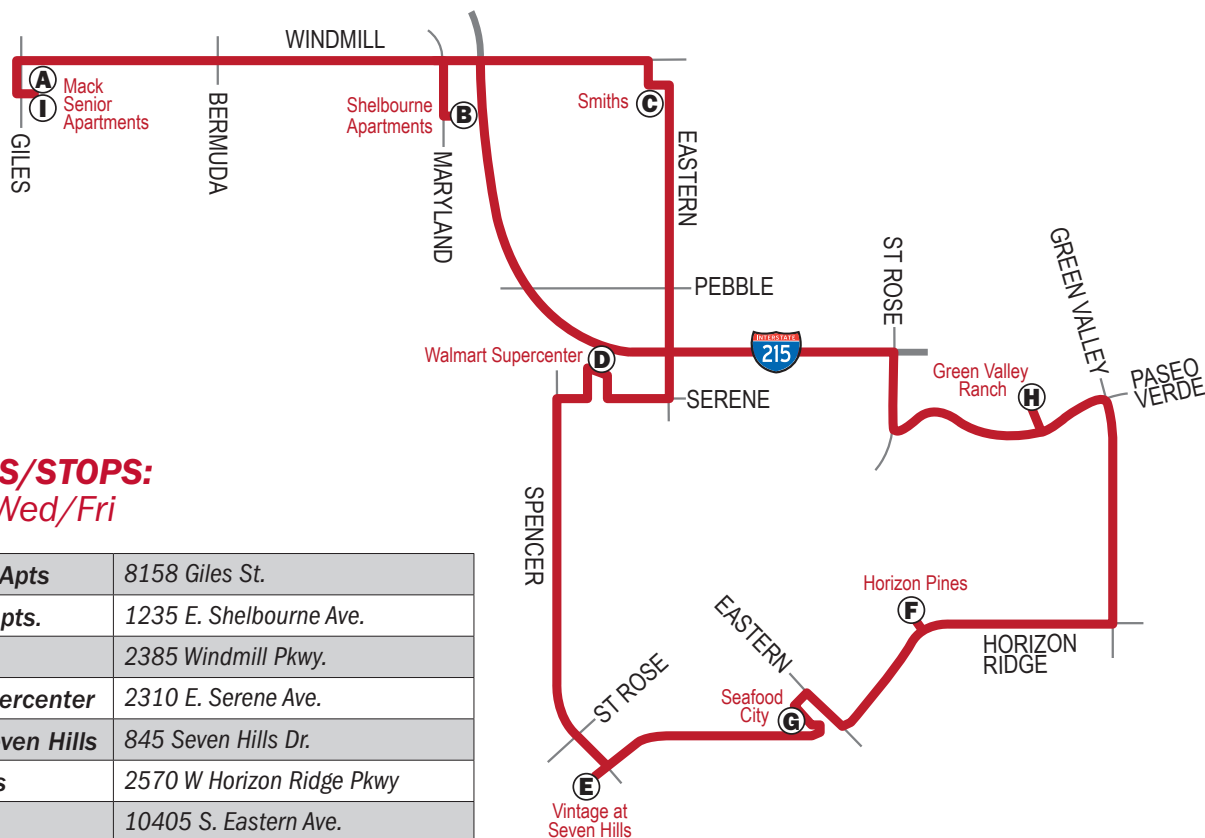 WINDMILL
A
I
Mack
Senior
Apartments
GILES
BERMUDA
Shelbourne
Apartments
B
MARYLAND
Smiths
C
EASTERN
PEBBLE
ST ROSE
GREEN VALLEY
INTERSTATE
215
Walmart Supercenter
D
SERENE
Green Valley
Ranch
H
PASEO
VERDE
S/STOPS:
Wed/Fri
SPENCER
Apts 8158 Giles St.
pts. 1235 E. Shelbourne Ave.
2385 Windmill Pkwy.
percenter 2310 E. Serene Ave.
even Hills 845 Seven Hills Dr.
s 2570 W Horizon Ridge Pkwy
10405 S. Eastern Ave.
Horizon Pines
F
EASTERN
HORIZON
RIDGE
ST ROSE
Seafood
City
G
E
Vintage at
Seven Hills